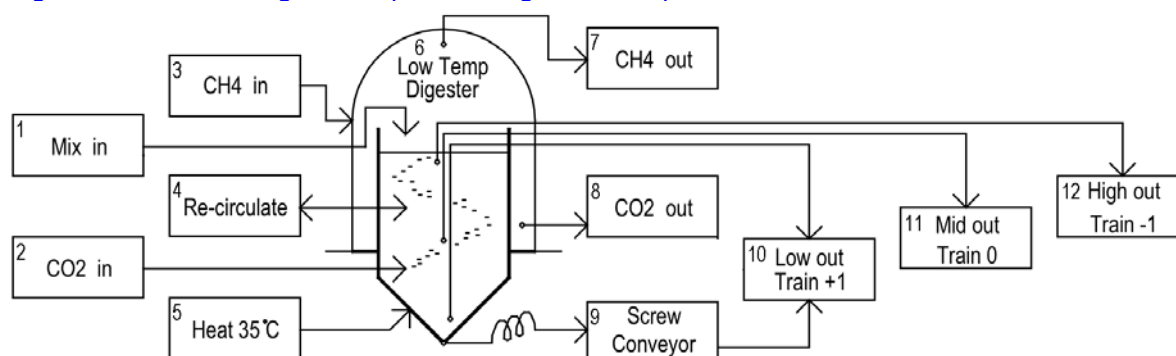 1
Mix in
2
CO2 in
3
CH4 in
4
Re-circulate
5
Heat 35℃
6
Low Temp
Digester
7
CH4 out
8
CO2 out
9
Screw
Conveyor
10
Low out
Train +1
11
Mid out
Train 0
12
High out
Train -1